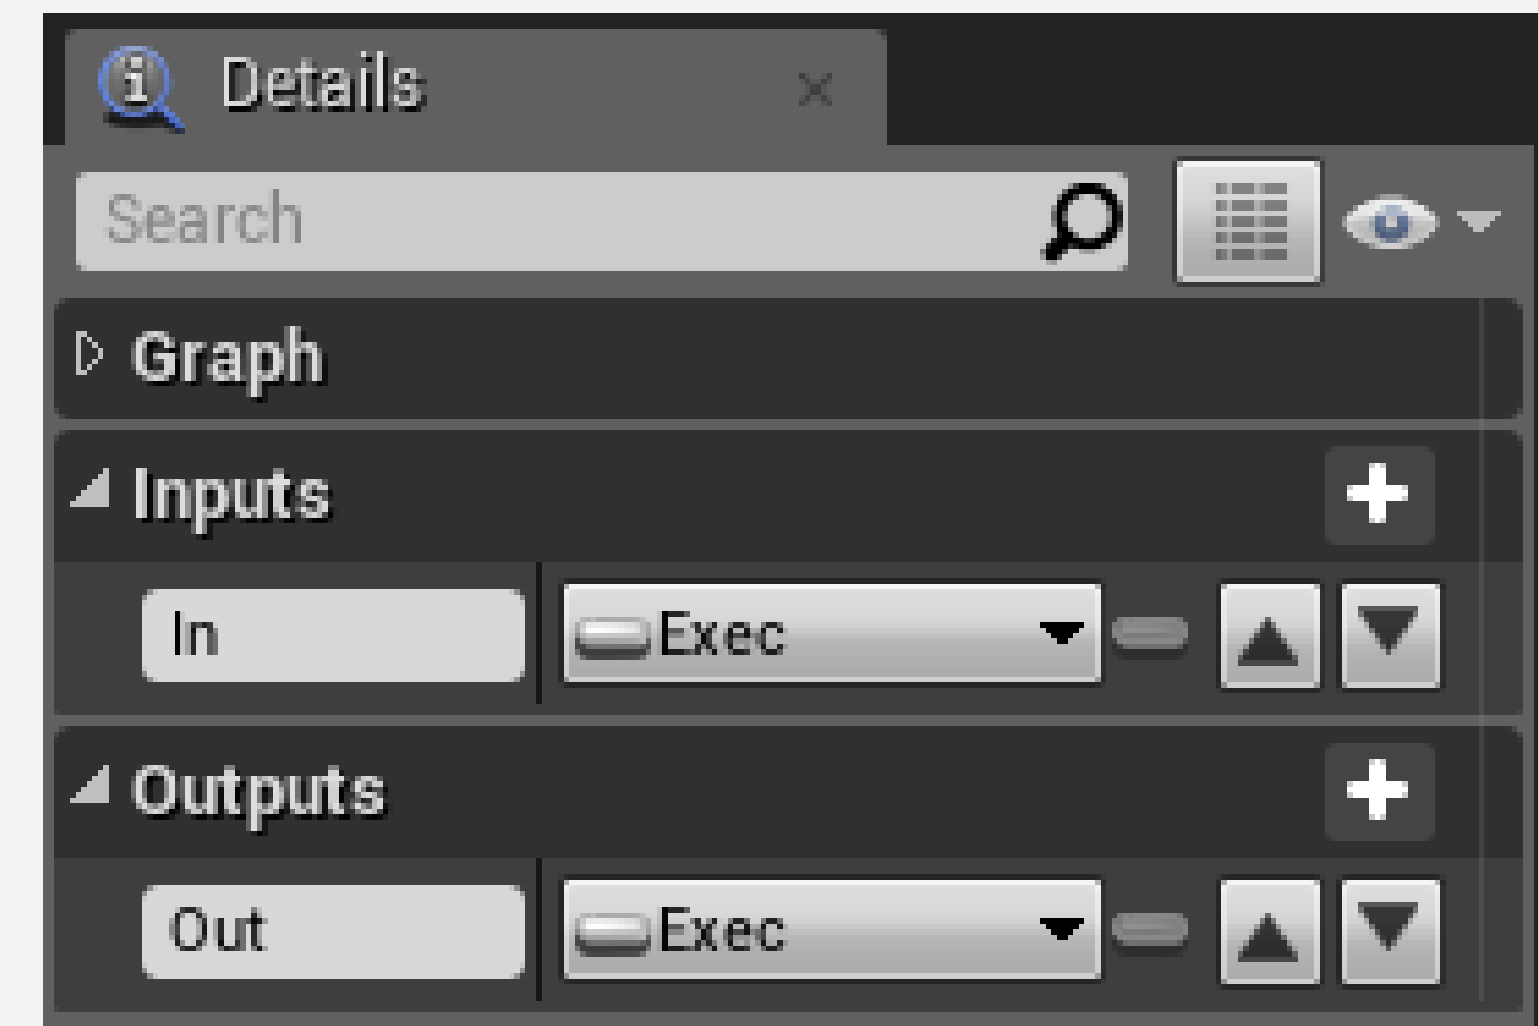 Details
Search
Graph
Inputs
In Exec
Outputs
Out Exec